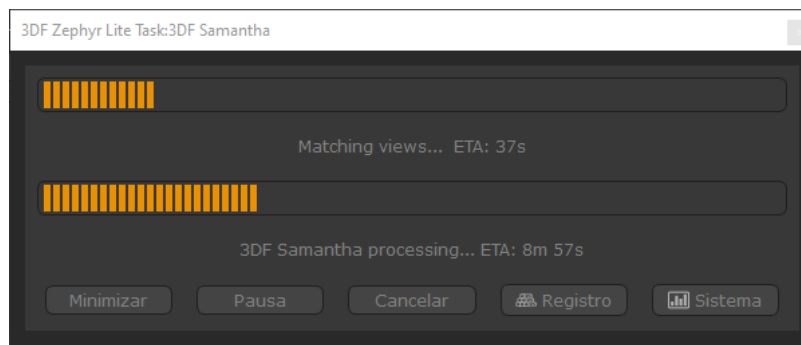 3DF Zephyr Lite Task:3DF Samantha
Matching views... ETA: 37s
3DF Samantha processing... ETA: 8m 57s
Minimizar Pausa Cancelar Registro Sistema